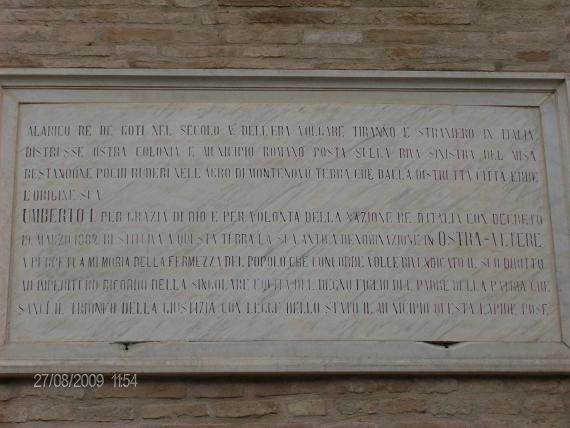 ALARICO RE DE GOTI NEL SECOLO V. DELL'ERA VOLGARE TIRANNO E STRANIERO IN ITALIA
DISTRUSSE OSTRA COLONIA E MUNICIPIO ROMANO POSTA SULLA RIVA SINISTRA DEL MISA
RESTANDONE POCHI RUDERI NELL'AGRO DI MONTENOVO TERRA CHE DALLA DISTRUTTA CITTÀ EBBE
L'ORIGINE SUA
UMBERTO I. PER GRAZIA DI DIO E PER VOLONTÀ DELLA NAZIONE RE D'ITALIA CON DECRETO
19. MARZO 1882. RESTITUIVA A QUESTA TERRA LA SUA ANTICA DENOMINAZIONE IN OSTRA-VETERE
A PERPETUA MEMORIA DELLA FERMEZZA DEL POPOLO CHE CONCORDE VOLLE RIVENDICATO IL SUO DIRITTO
AD IMPERITURO RICORDO DELLA SINGOLARE EQUITÀ DEL DEGNO FIGLIO DEL PADRE DELLA PATRIA CHE
SANCÌ IL TRIONFO DELLA GIUSTIZIA CON LEGGE DELLO STATO IL MUNICIPIO QUESTA LAPIDE POSE
27/08/2009 11:54